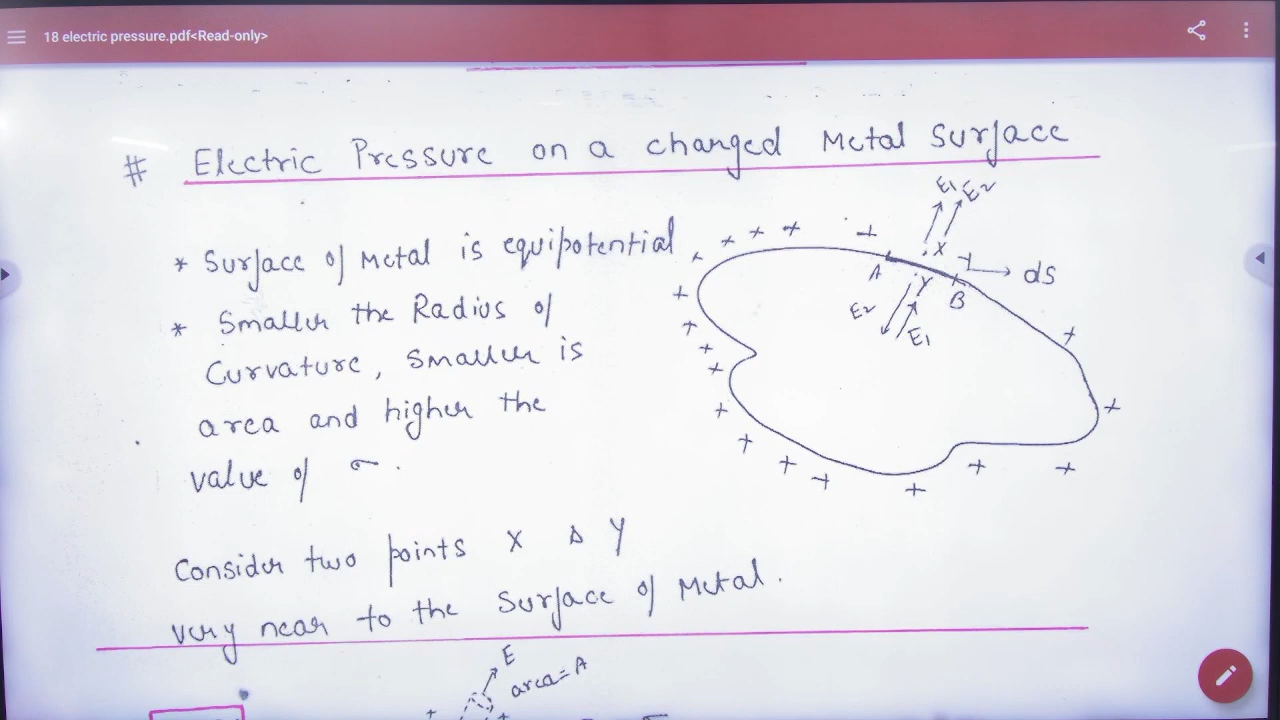 18 electric pressure.pdf<Read-only>
# Electric Pressure on a changed Metal Surface
* Surface of Metal is equipotential
* Smaller the Radius of
Curvature, Smaller is
area and higher the
value of σ.
Consider two points X & Y
very near to the Surface of Metal.
E1 E2
X
A
Y
B
dS
E2
E1
+ + + + + + + + + + + + + + + + + + + +
E
area=A